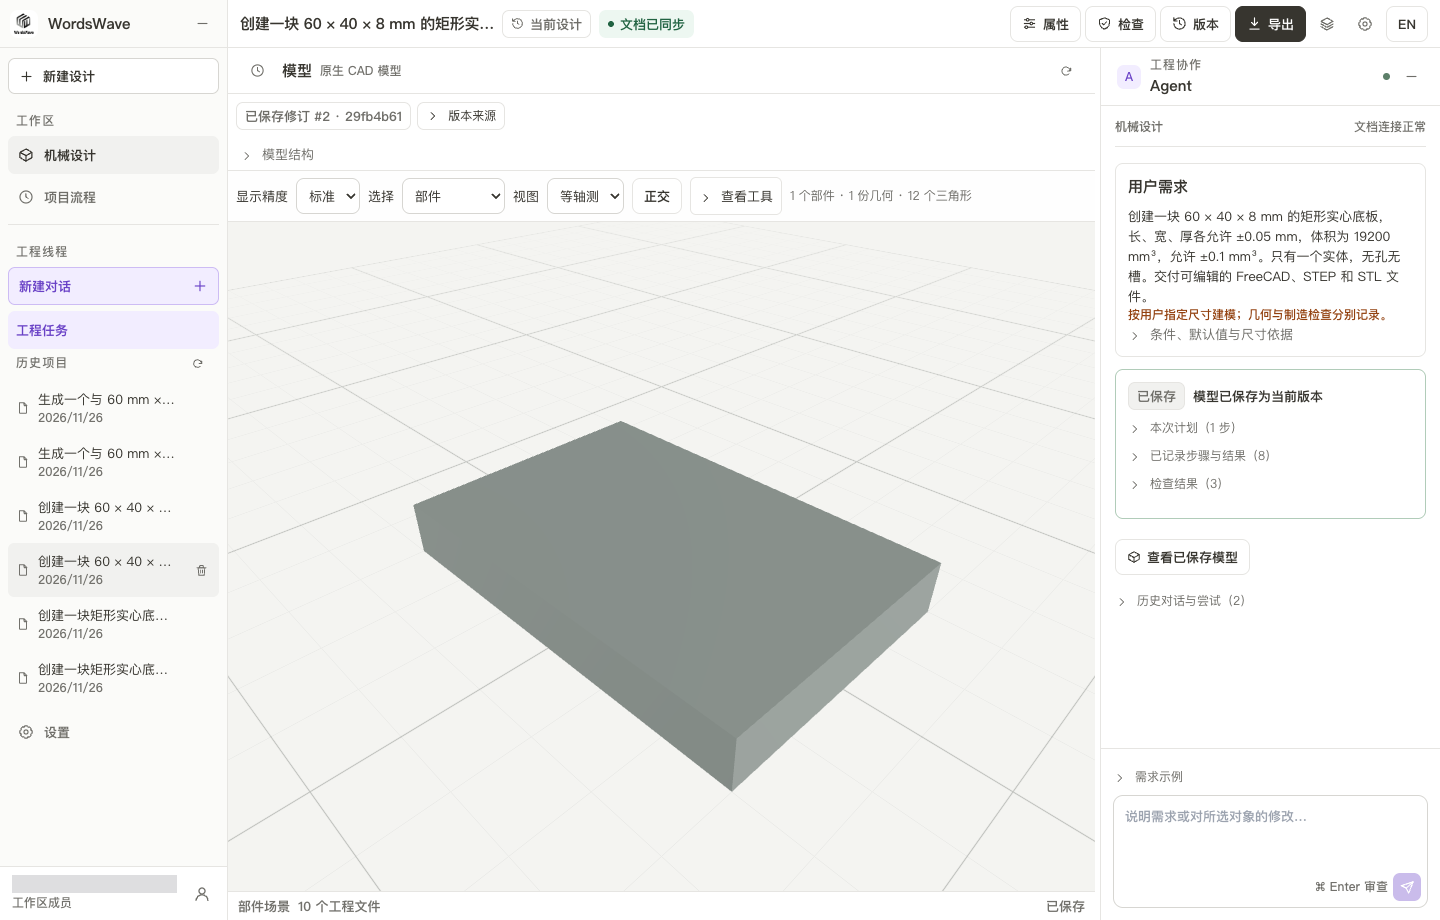 WordsWave
新建设计
工作区
机械设计
项目流程
工程线程
新建对话
工程任务
历史项目
生成一个与 60 mm ×...
2026/11/26
生成一个与 60 mm ×...
2026/11/26
创建一块 60 × 40 × ...
2026/11/26
创建一块 60 × 40 × ...
2026/11/26
创建一块矩形实心底...
2026/11/26
创建一块矩形实心底...
2026/11/26
设置
工作区成员
创建一块 60 × 40 × 8 mm 的矩形实... 当前设计 文档已同步
属性 检查 版本 导出 EN
模型 原生 CAD 模型
已保存修订 #2 · 29fb4b61 版本来源
模型结构
显示精度 标准 选择 部件 视图 等轴测 正交 查看工具 1 个部件 · 1 份几何 · 12 个三角形
部件场景 10 个工程文件 已保存
工程协作
A Agent
机械设计 文档连接正常
用户需求
创建一块 60 × 40 × 8 mm 的矩形实心底板，
长、宽、厚各允许 ±0.05 mm，体积为 19200
mm³，允许 ±0.1 mm³。只有一个实体，无孔无
槽。交付可编辑的 FreeCAD、STEP 和 STL 文
件。
按用户指定尺寸建模；几何与制造检查分别记录。
条件、默认值与尺寸依据
已保存 模型已保存为当前版本
本次计划（1 步）
已记录步骤与结果（8）
检查结果（3）
查看已保存模型
历史对话与尝试（2）
需求示例
说明需求或对所选对象的修改...
⌘ Enter 审查